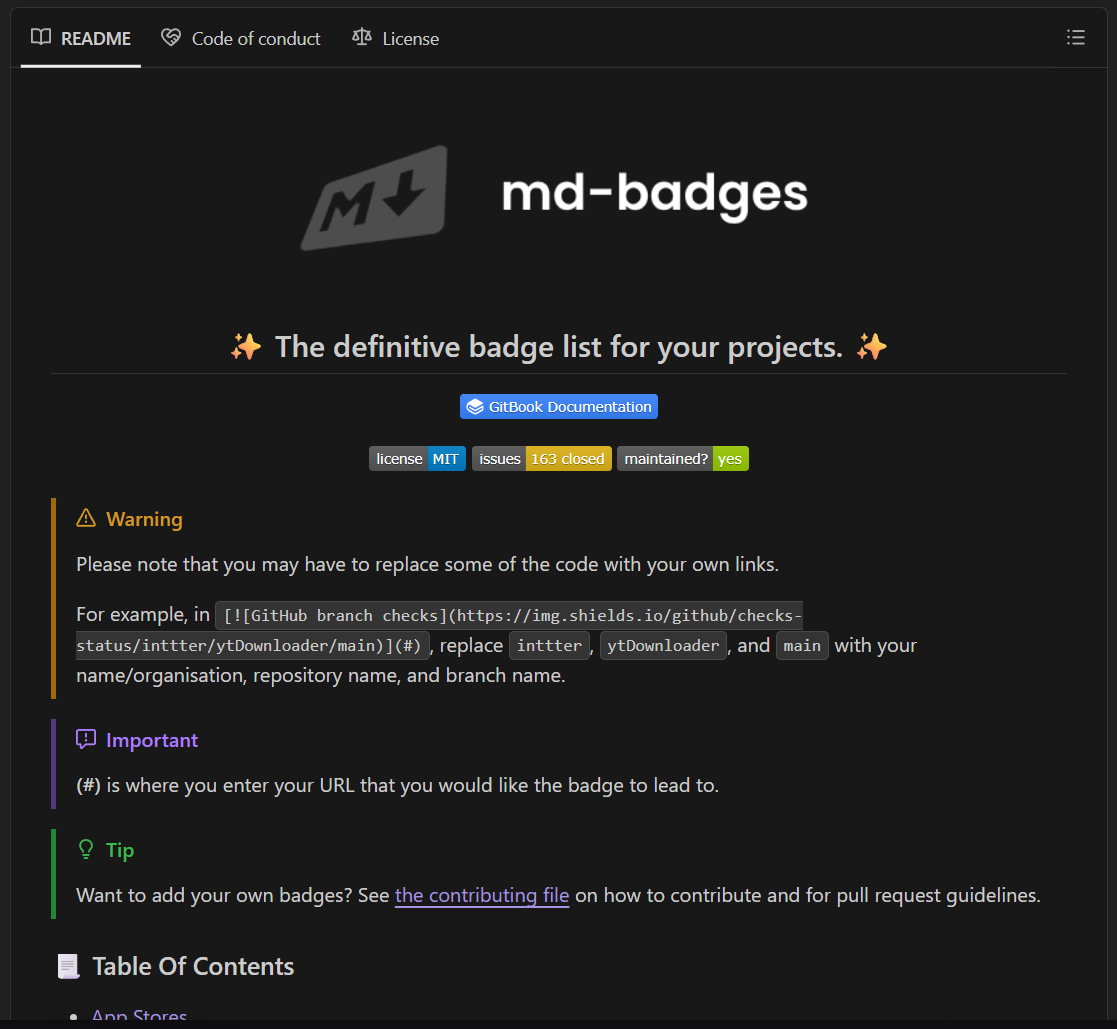 README Code of conduct License
M
md-badges
✨ The definitive badge list for your projects. ✨
GitBook Documentation
license MIT issues 163 closed maintained? yes
Warning
Please note that you may have to replace some of the code with your own links.
For example, in [![GitHub branch checks](https://img.shields.io/github/checks-
status/inttter/ytDownloader/main)](#), replace inttter, ytDownloader, and main with your
name/organisation, repository name, and branch name.
Important
(#) is where you enter your URL that you would like the badge to lead to.
Tip
Want to add your own badges? See the contributing file on how to contribute and for pull request guidelines.
📃 Table Of Contents
• App Stores